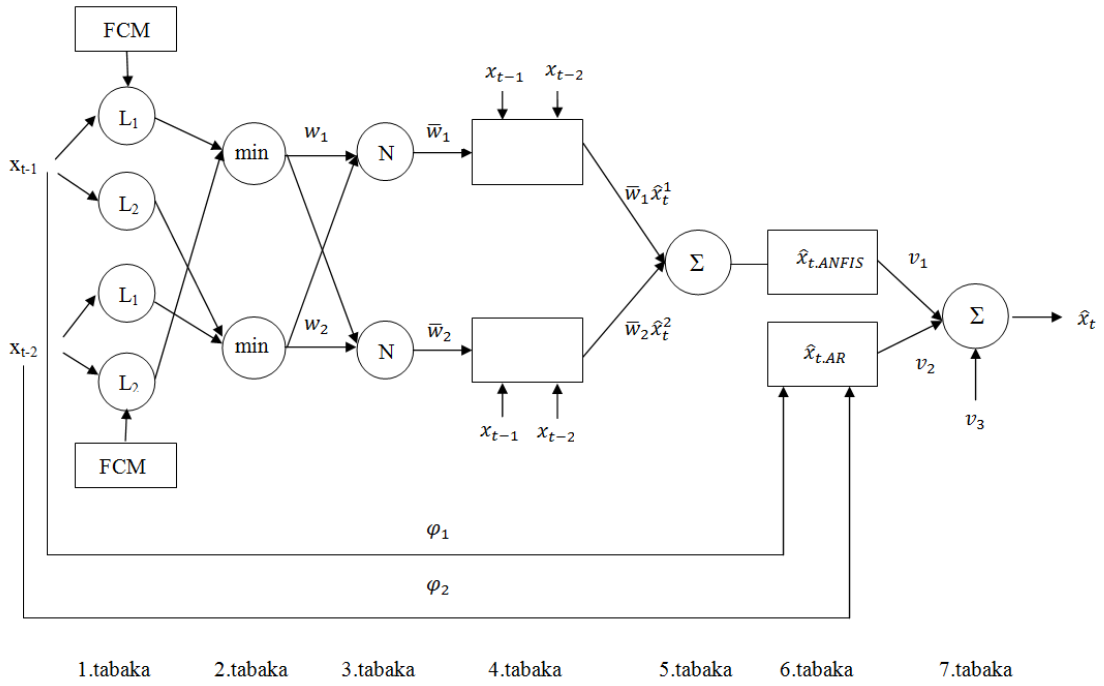 FCM
x_{t-1} x_{t-2}
L₁
min
w₁
N
w̅₁
x_{t-1}
L₂
w̅₁x̂_t^1
Σ
x̂_{t.ANFIS}
v₁
L₁
w₂
w̅₂
w̅₂x̂_t^2
Σ
x̂_t
x_{t-2}
min
N
x̂_{t.AR}
v₂
L₂
x_{t-1} x_{t-2}
v₃
FCM
φ₁
φ₂
1.tabaka 2.tabaka 3.tabaka 4.tabaka 5.tabaka 6.tabaka 7.tabaka